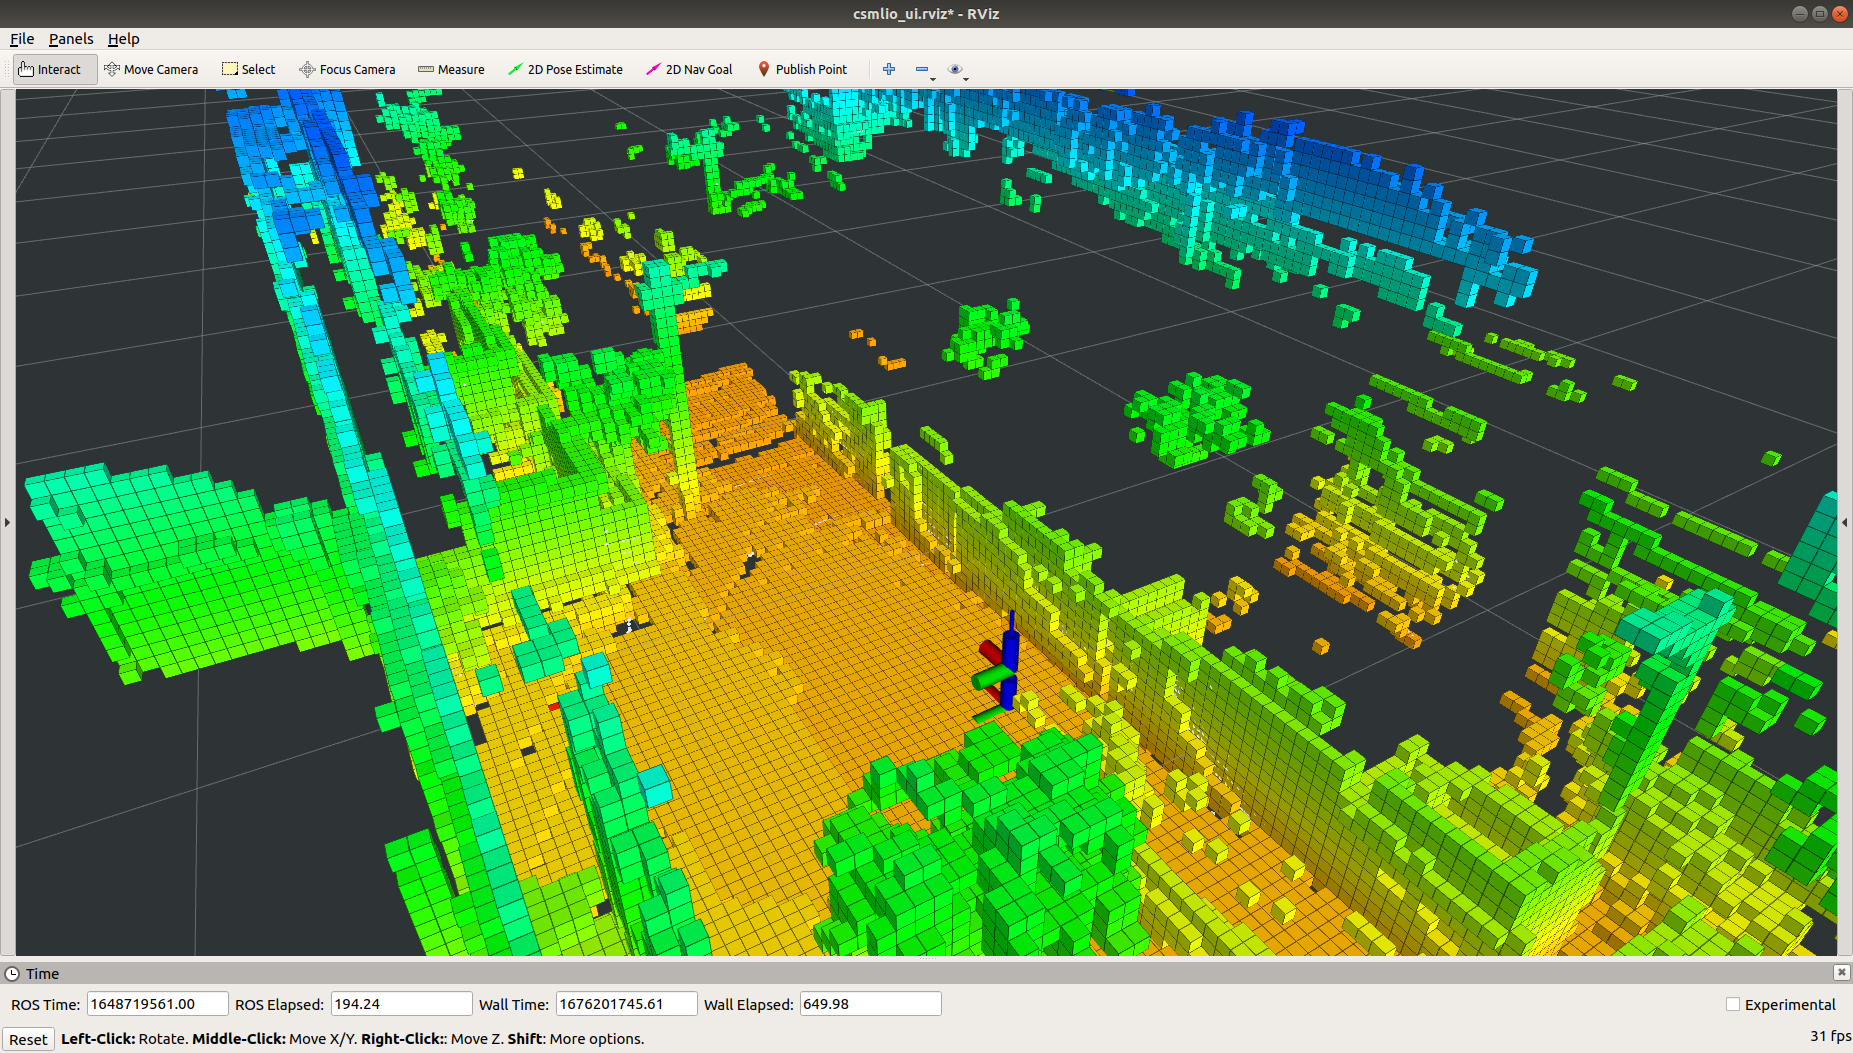 csmlio_ui.rviz* - RViz
File Panels Help
Interact Move Camera Select Focus Camera Measure 2D Pose Estimate 2D Nav Goal Publish Point
Time
ROS Time: 1648719561.00 ROS Elapsed: 194.24 Wall Time: 1676201745.61 Wall Elapsed: 649.98 Experimental
Reset Left-Click: Rotate. Middle-Click: Move X/Y. Right-Click:: Move Z. Shift: More options. 31 fps